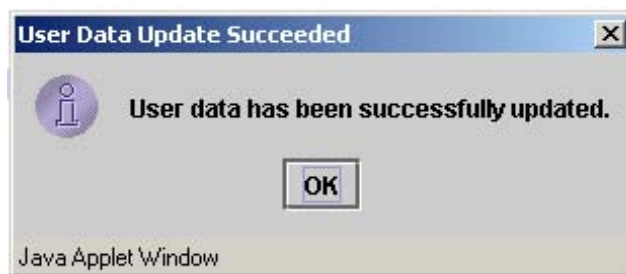 User Data Update Succeeded
User data has been successfully updated.
OK
Java Applet Window